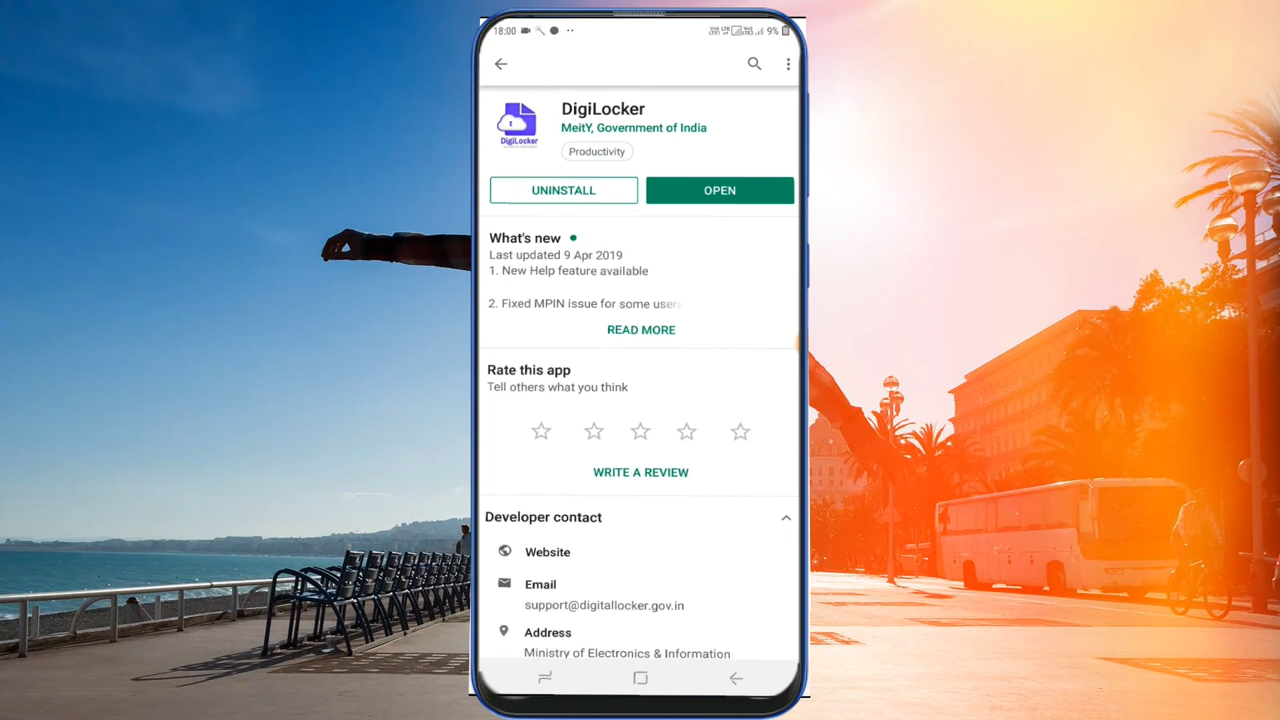 18:00
9%
DigiLocker
MeitY, Government of India
DigiLocker
Productivity
UNINSTALL
OPEN
What's new
Last updated 9 Apr 2019
1. New Help feature available
2. Fixed MPIN issue for some users
READ MORE
Rate this app
Tell others what you think
WRITE A REVIEW
Developer contact
Website
Email
support@digitallocker.gov.in
Address
Ministry of Electronics & Information